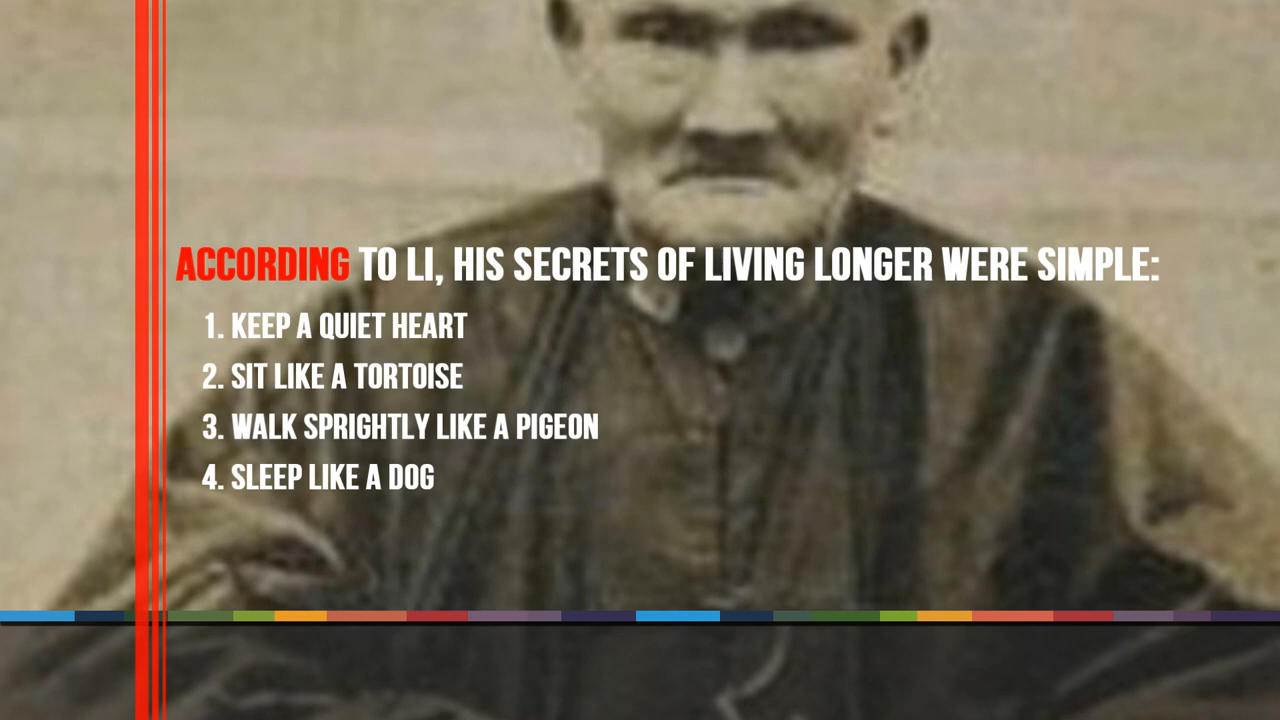 ACCORDING TO LI, HIS SECRETS OF LIVING LONGER WERE SIMPLE:
1. KEEP A QUIET HEART
2. SIT LIKE A TORTOISE
3. WALK SPRIGHTLY LIKE A PIGEON
4. SLEEP LIKE A DOG